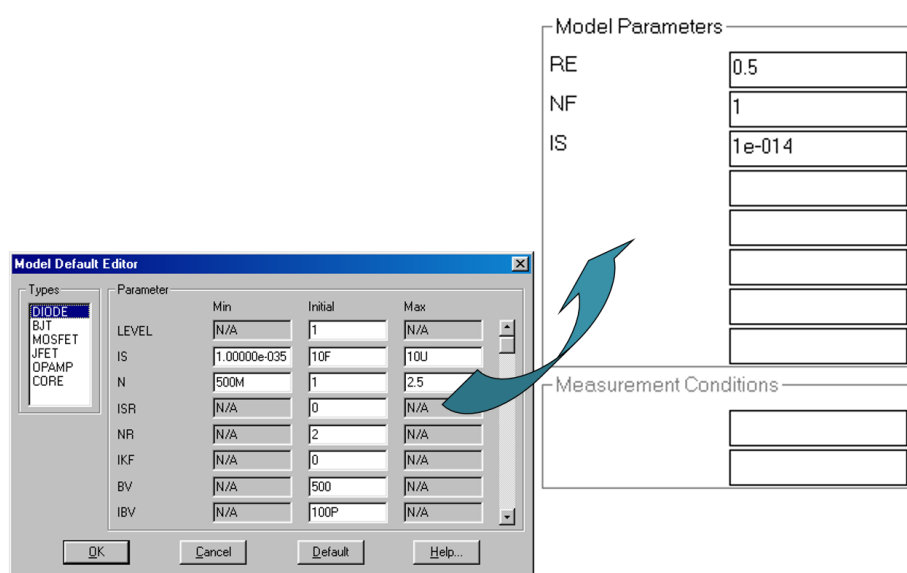 Model Parameters
RE 0.5
NF 1
IS 1e-014
Measurement Conditions
Model Default Editor
Types
DIODE
BJT
MOSFET
JFET
OPAMP
CORE
Parameter
Min Initial Max
LEVEL N/A 1 N/A
IS 1.00000e-035 10F 10U
N 500M 1 2.5
ISR N/A 0 N/A
NR N/A 2 N/A
IKF N/A 0 N/A
BV N/A 500 N/A
IBV N/A 100P N/A
OK Cancel Default Help...